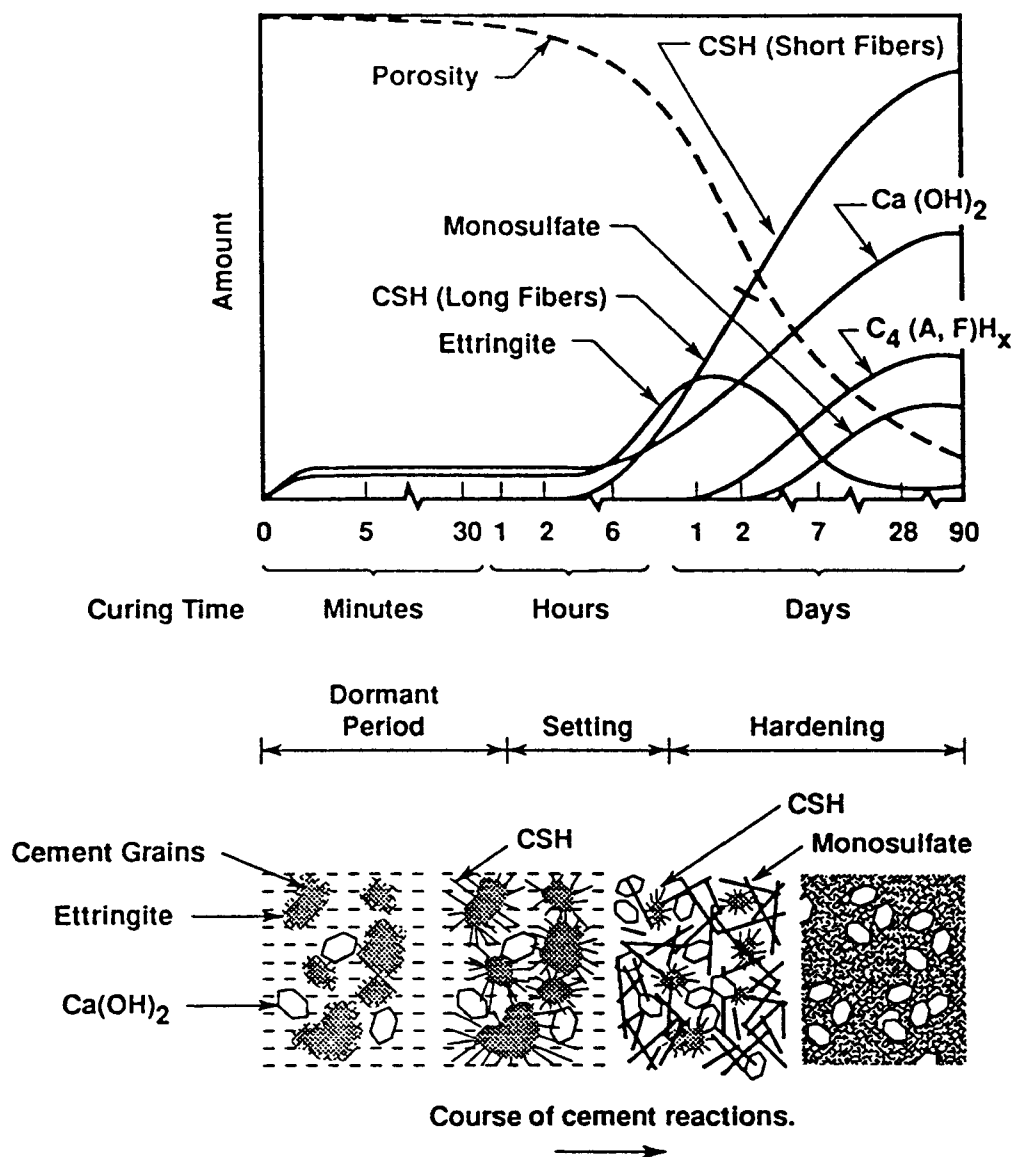 CSH (Short Fibers)
Porosity
Ca (OH)2
Monosulfate
CSH (Long Fibers)
Ettringite
C4 (A, F)Hx
Amount
0 5 30 1 2 6 1 2 7 28 90
Curing Time Minutes Hours Days
Dormant
Period Setting Hardening
CSH
CSH
Monosulfate
Cement Grains
Ettringite
Ca(OH)2
Course of cement reactions.